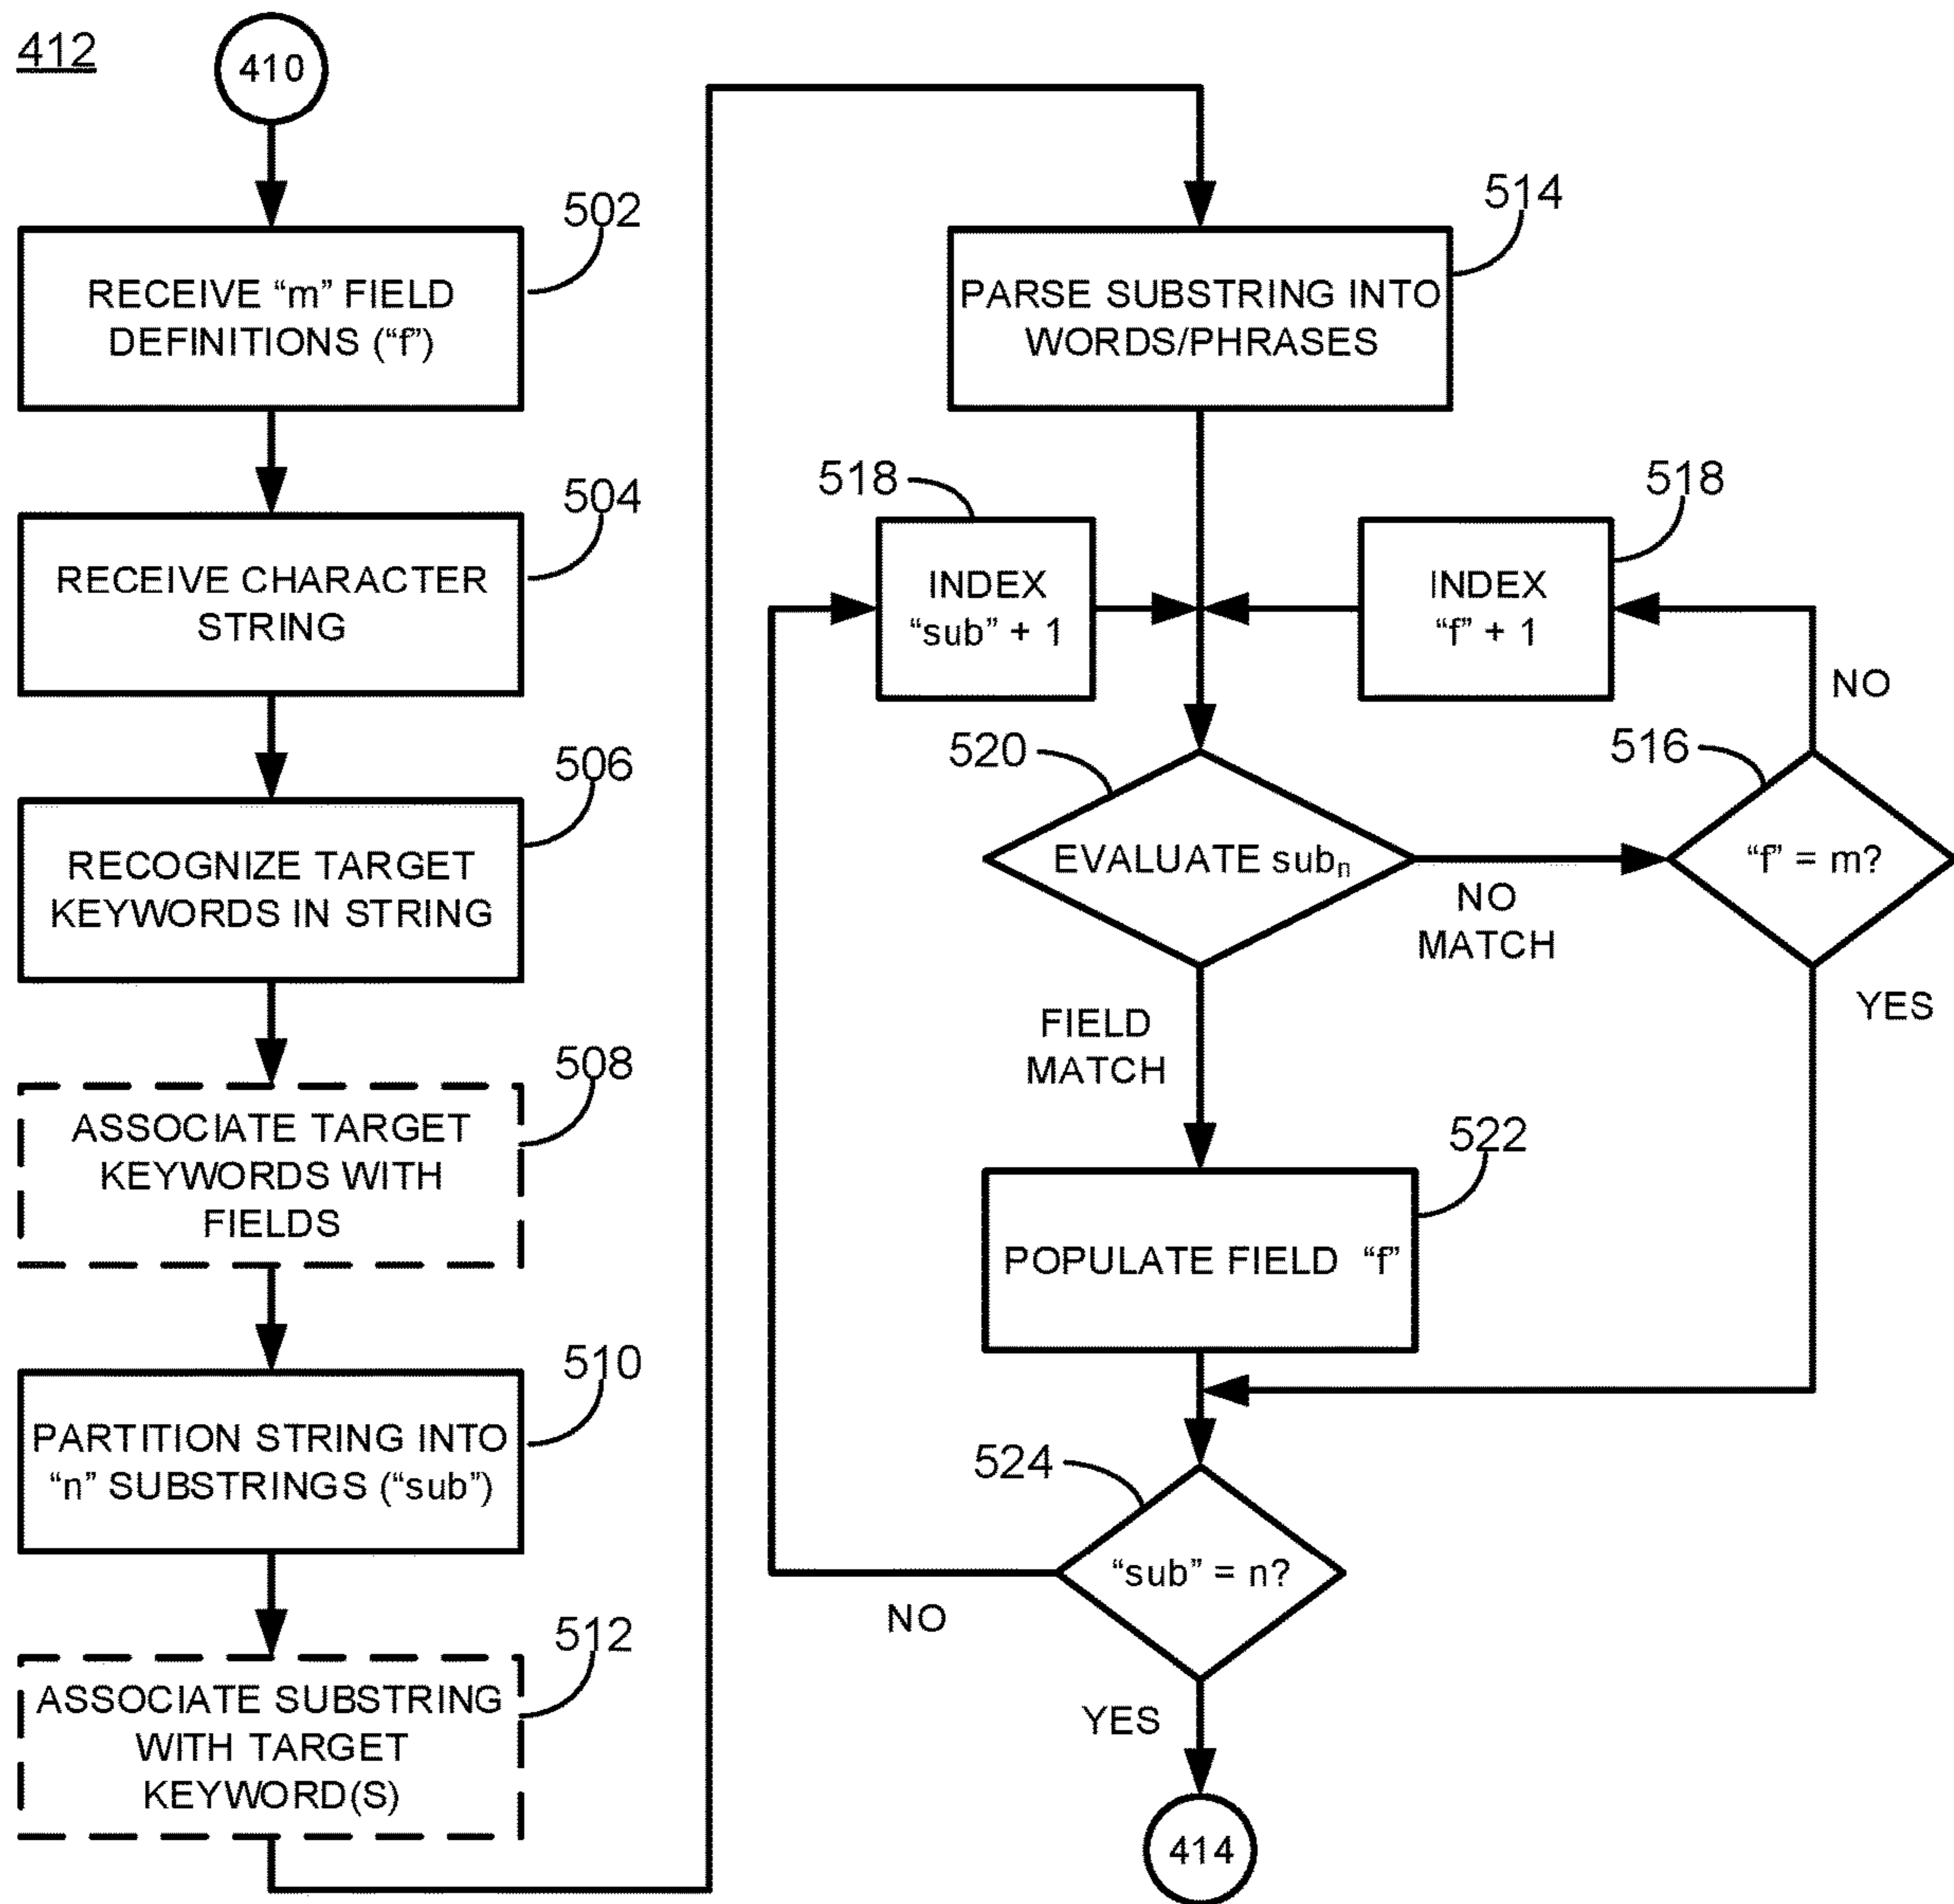 412
410
502
RECEIVE “m” FIELD
DEFINITIONS (“f”)
504
RECEIVE CHARACTER
STRING
506
RECOGNIZE TARGET
KEYWORDS IN STRING
508
ASSOCIATE TARGET
KEYWORDS WITH
FIELDS
510
PARTITION STRING INTO
“n” SUBSTRINGS (“sub”)
512
ASSOCIATE SUBSTRING
WITH TARGET
KEYWORD(S)
514
PARSE SUBSTRING INTO
WORDS/PHRASES
518
INDEX
“sub” + 1
518
INDEX
“f” + 1
NO
520
EVALUATE subₙ
NO
MATCH
516
“f” = m?
YES
FIELD
MATCH
522
POPULATE FIELD “f”
524
“sub” = n?
NO
YES
414